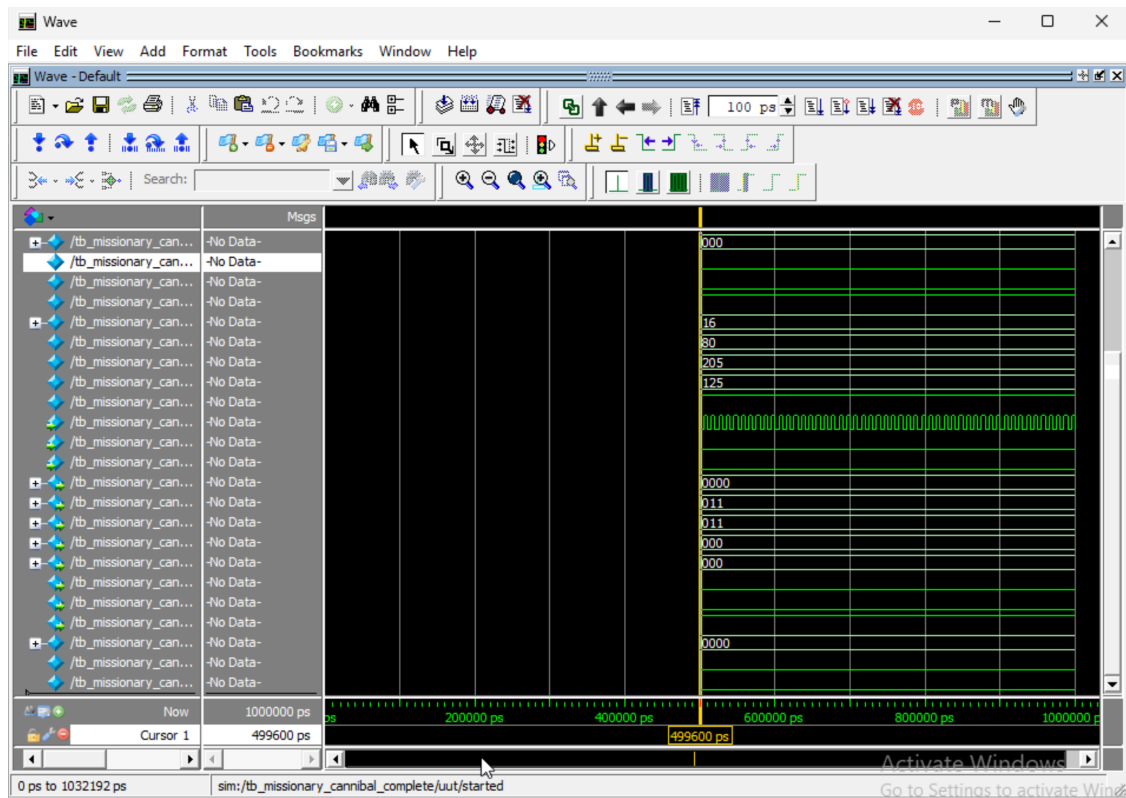 Wave
File Edit View Add Format Tools Bookmarks Window Help
Wave - Default
100 ps
Search:
Msgs
/tb_missionary_can... -No Data- 000
/tb_missionary_can... -No Data-
/tb_missionary_can... -No Data-
/tb_missionary_can... -No Data-
/tb_missionary_can... -No Data- 16
/tb_missionary_can... -No Data- 80
/tb_missionary_can... -No Data- 205
/tb_missionary_can... -No Data- 125
/tb_missionary_can... -No Data-
/tb_missionary_can... -No Data-
/tb_missionary_can... -No Data-
/tb_missionary_can... -No Data-
/tb_missionary_can... -No Data- 0000
/tb_missionary_can... -No Data- 011
/tb_missionary_can... -No Data- 011
/tb_missionary_can... -No Data- 000
/tb_missionary_can... -No Data- 000
/tb_missionary_can... -No Data-
/tb_missionary_can... -No Data-
/tb_missionary_can... -No Data-
/tb_missionary_can... -No Data- 0000
/tb_missionary_can... -No Data-
/tb_missionary_can... -No Data-
Now 1000000 ps ps 200000 ps 400000 ps 600000 ps 800000 ps 1000000 p
Cursor 1 499600 ps 499600 ps
Activate Windows
0 ps to 1032192 ps sim:/tb_missionary_cannibal_complete/uut/started
Go to Settings to activate Wind